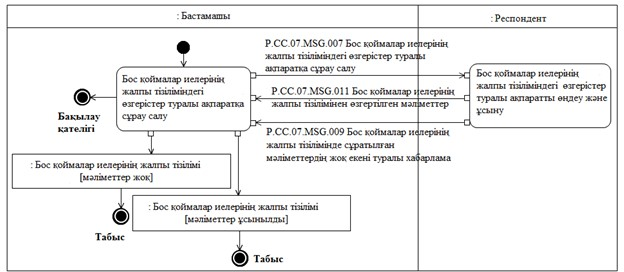 : Бастамашы
: Респондент
P.CC.07.MSG.007 Бос қоймалар иелерінің
жалпы тізіліміндегі өзгерістер туралы
ақпаратқа сұрау салу
Бос қоймалар иелерінің
жалпы тізіліміндегі
өзгерістер туралы ақпаратқа
сұрау салу
Бос қоймалар иелерінің
жалпы тізіліміндегі өзгерістер
туралы ақпаратты өңдеу және
ұсыну
P.CC.07.MSG.011 Бос қоймалар иелерінің
жалпы тізілімінен өзгертілген мәліметтер
Бақылау
қателігі
P.CC.07.MSG.009 Бос қоймалар иелерінің
жалпы тізілімінде сұратылған
мәліметтердің жоқ екені туралы хабарлама
: Бос қоймалар иелерінің жалпы тізілімі
[мәліметтер жоқ]
: Бос қоймалар иелерінің жалпы тізілімі
[мәліметтер ұсынылды]
Табыс
Табыс